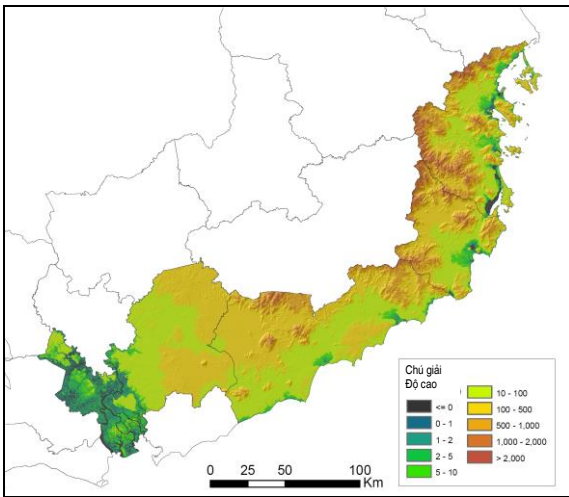 Chú giải
Độ cao
<= 0
0 - 1
1 - 2
2 - 5
5 - 10
10 - 100
100 - 500
500 - 1,000
1,000 - 2,000
> 2,000
0 25 50 100
Km